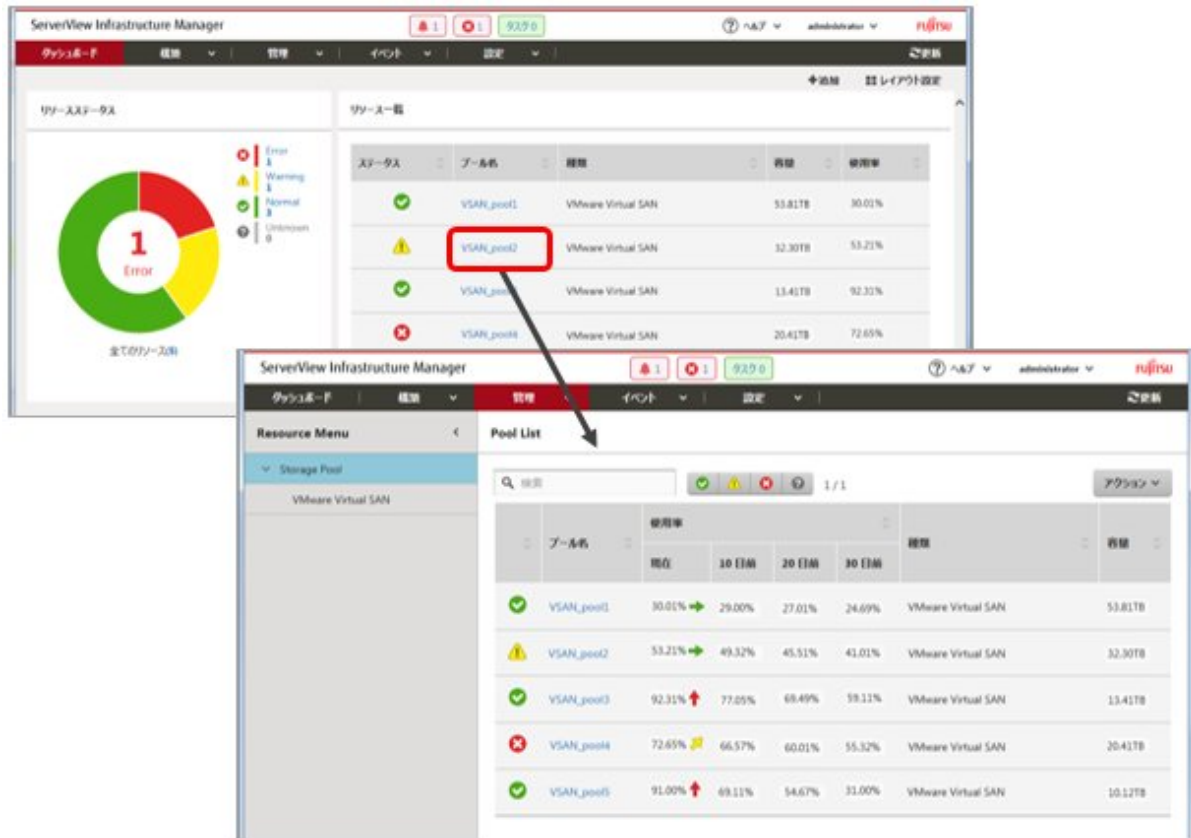 ServerView Infrastructure Manager 1 1 タスク 0 ヘルプ administrator FUJITSU
ダッシュボード 構築 管理 イベント 設定 更新
追加 レイアウト設定
リソースステータス
Error
1
Warning
1
Normal
3
Unknown
0
1
Error
全てのリソース(5)
リソース一覧
ステータス プール名 種類 容量 使用率
VSAN_pool1 VMware Virtual SAN 53.81TB 30.01%
VSAN_pool2 VMware Virtual SAN 32.30TB 53.21%
VSAN_pool VMware Virtual SAN 13.41TB 92.31%
VSAN_pool4 VMware Virtual SAN 20.41TB 72.65%
ServerView Infrastructure Manager 1 1 タスク 0 ヘルプ administrator FUJITSU
ダッシュボード 構築 管理 イベント 設定 更新
Resource Menu
Storage Pool
VMware Virtual SAN
Pool List
検索 1/1 アクション
プール名 使用率 種類 容量
現在 10 日前 20 日前 30 日前
VSAN_pool1 30.01% 29.00% 27.01% 24.69% VMware Virtual SAN 53.81TB
VSAN_pool2 53.21% 49.32% 45.51% 41.01% VMware Virtual SAN 32.30TB
VSAN_pool3 92.31% 77.05% 69.49% 59.11% VMware Virtual SAN 13.41TB
VSAN_pool4 72.65% 66.57% 60.01% 55.32% VMware Virtual SAN 20.41TB
VSAN_pool5 91.00% 69.11% 54.67% 31.00% VMware Virtual SAN 10.12TB